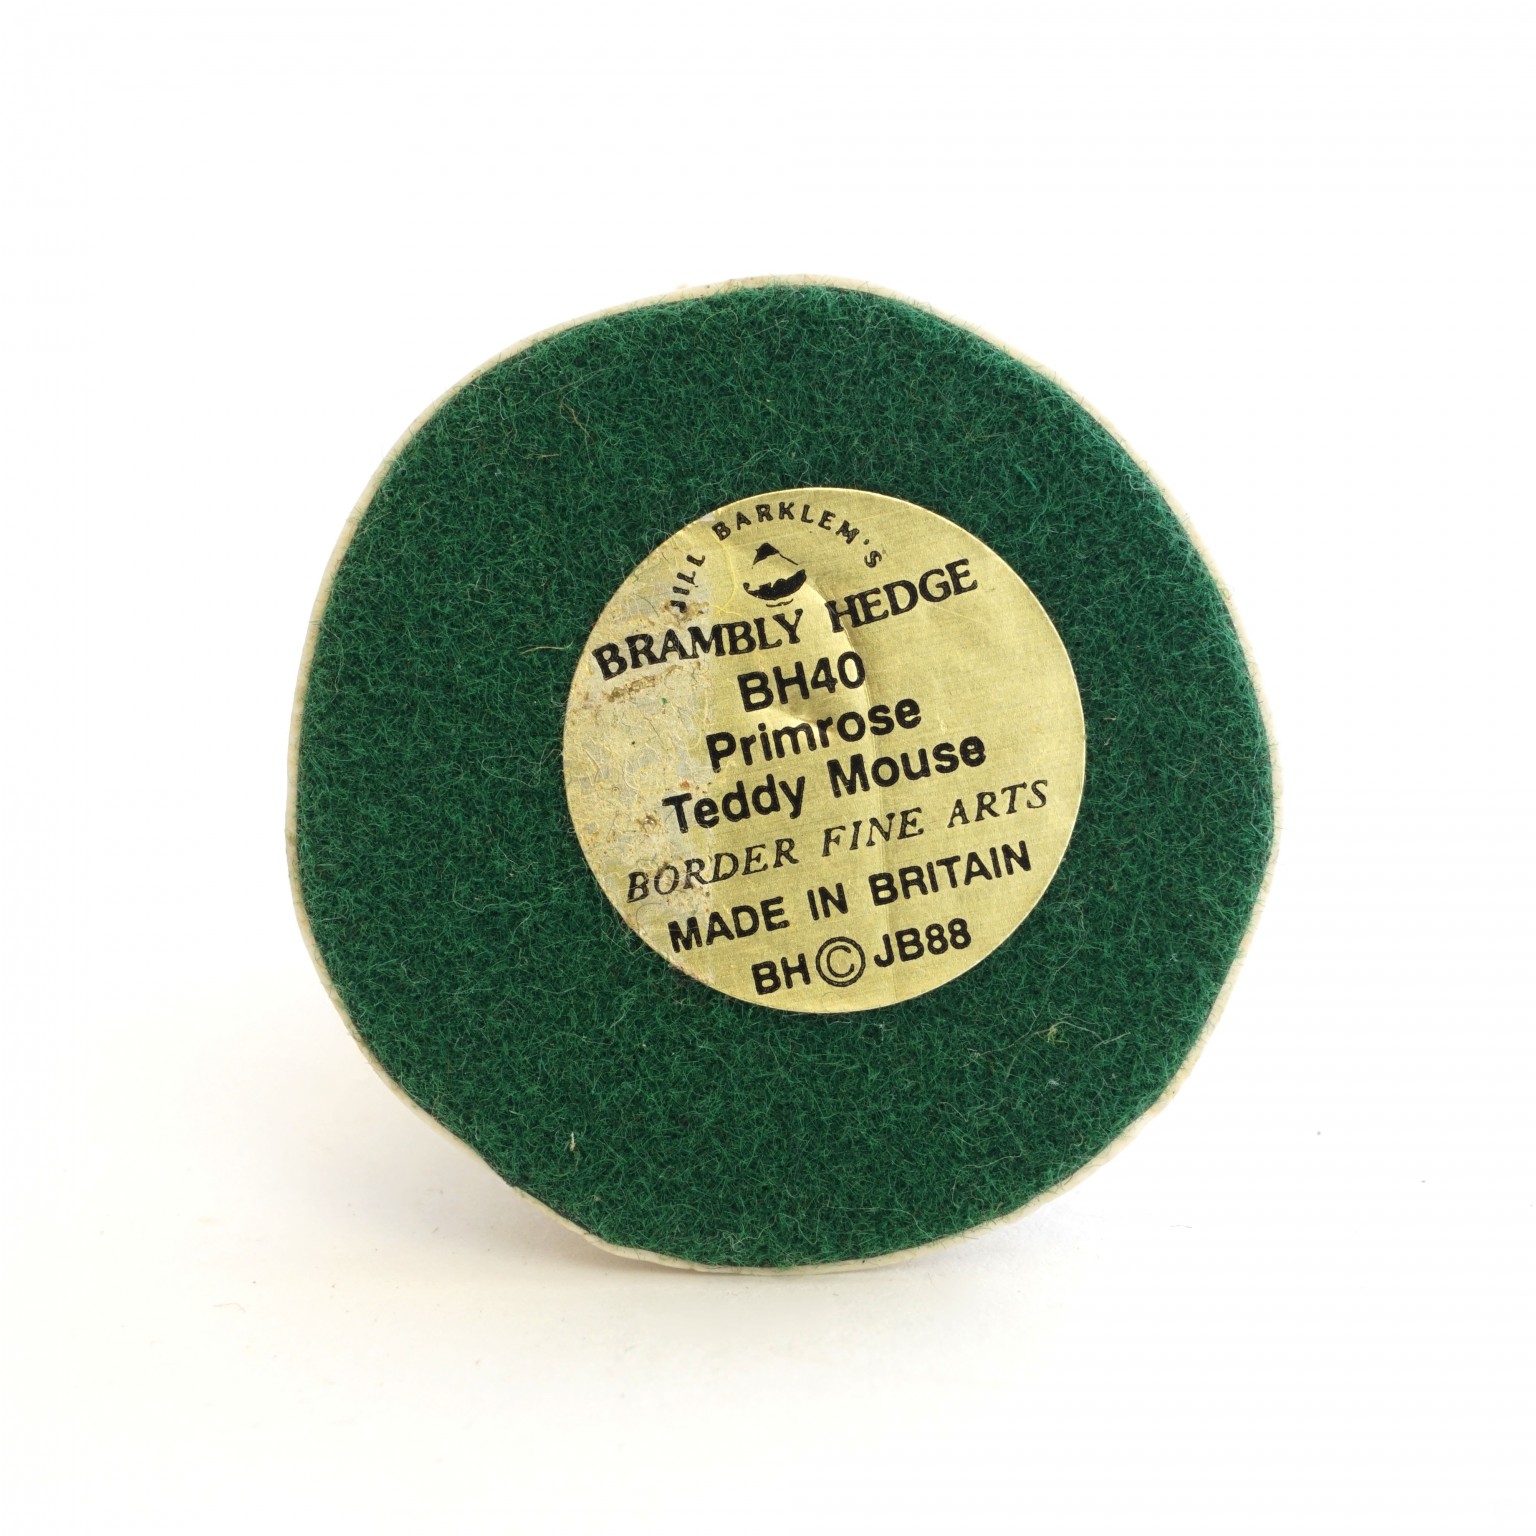 JILL BARKLEM'S
BRAMBLY HEDGE
BH40
Primrose
Teddy Mouse
BORDER FINE ARTS
MADE IN BRITAIN
BH © JB88